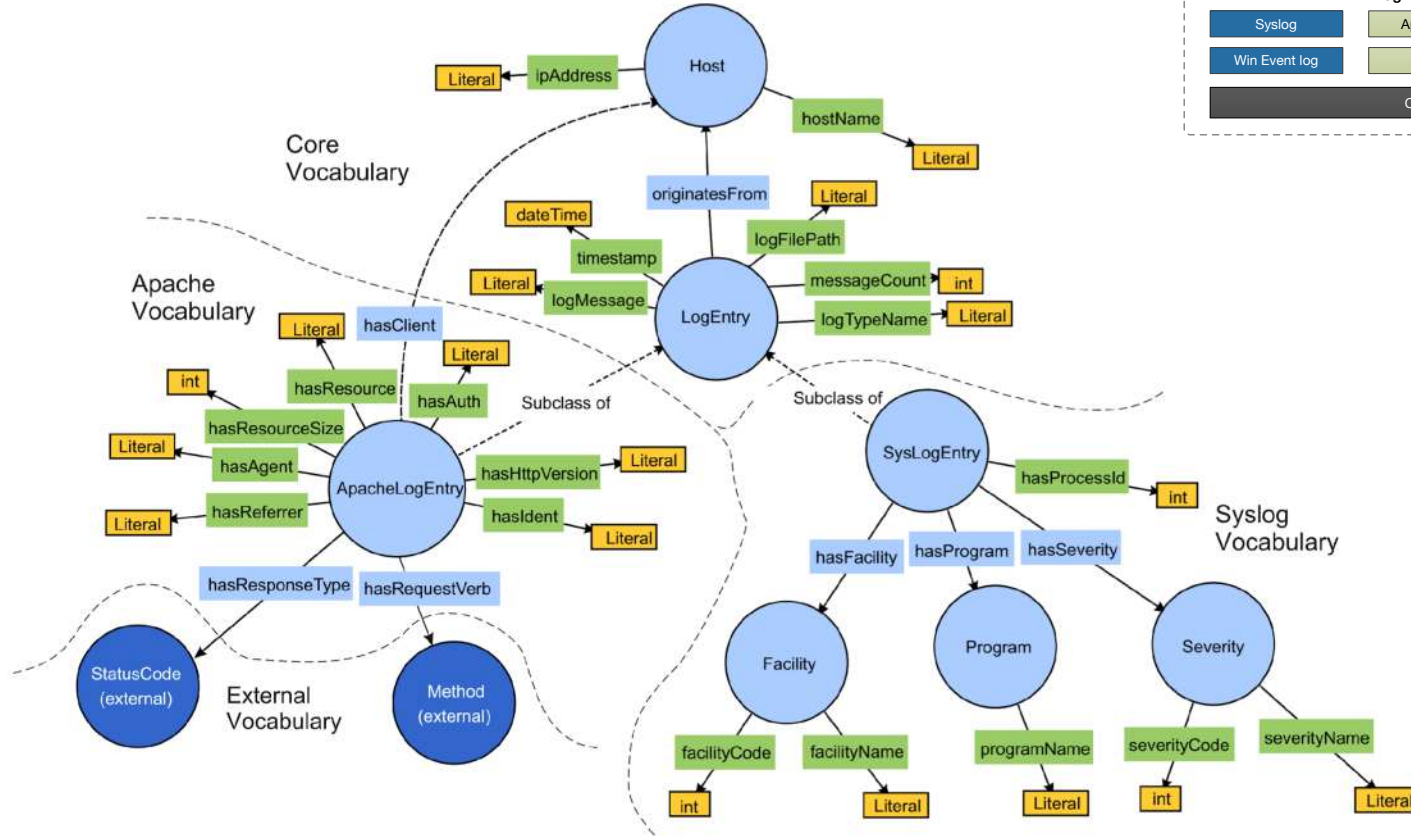 Syslog
Win Event log
Host
Literal
ipAddress
hostName
Literal
Core
Vocabulary
originatesFrom
Literal
dateTime
logFilePath
timestamp
messageCount
int
Literal
logMessage
LogEntry
logTypeName
Literal
Apache
Vocabulary
Literal
hasClient
Literal
int
hasResource
hasAuth
Subclass of
Subclass of
hasResourceSize
Literal
hasAgent
ApacheLogEntry
hasHttpVersion
Literal
SysLogEntry
hasProcessId
int
Literal
hasReferrer
hasIdent
Literal
Syslog
Vocabulary
hasFacility
hasProgram
hasSeverity
hasResponseType
hasRequestVerb
StatusCode
(external)
External
Vocabulary
Method
(external)
Facility
Program
Severity
facilityCode
facilityName
programName
severityCode
severityName
int
Literal
Literal
int
Literal